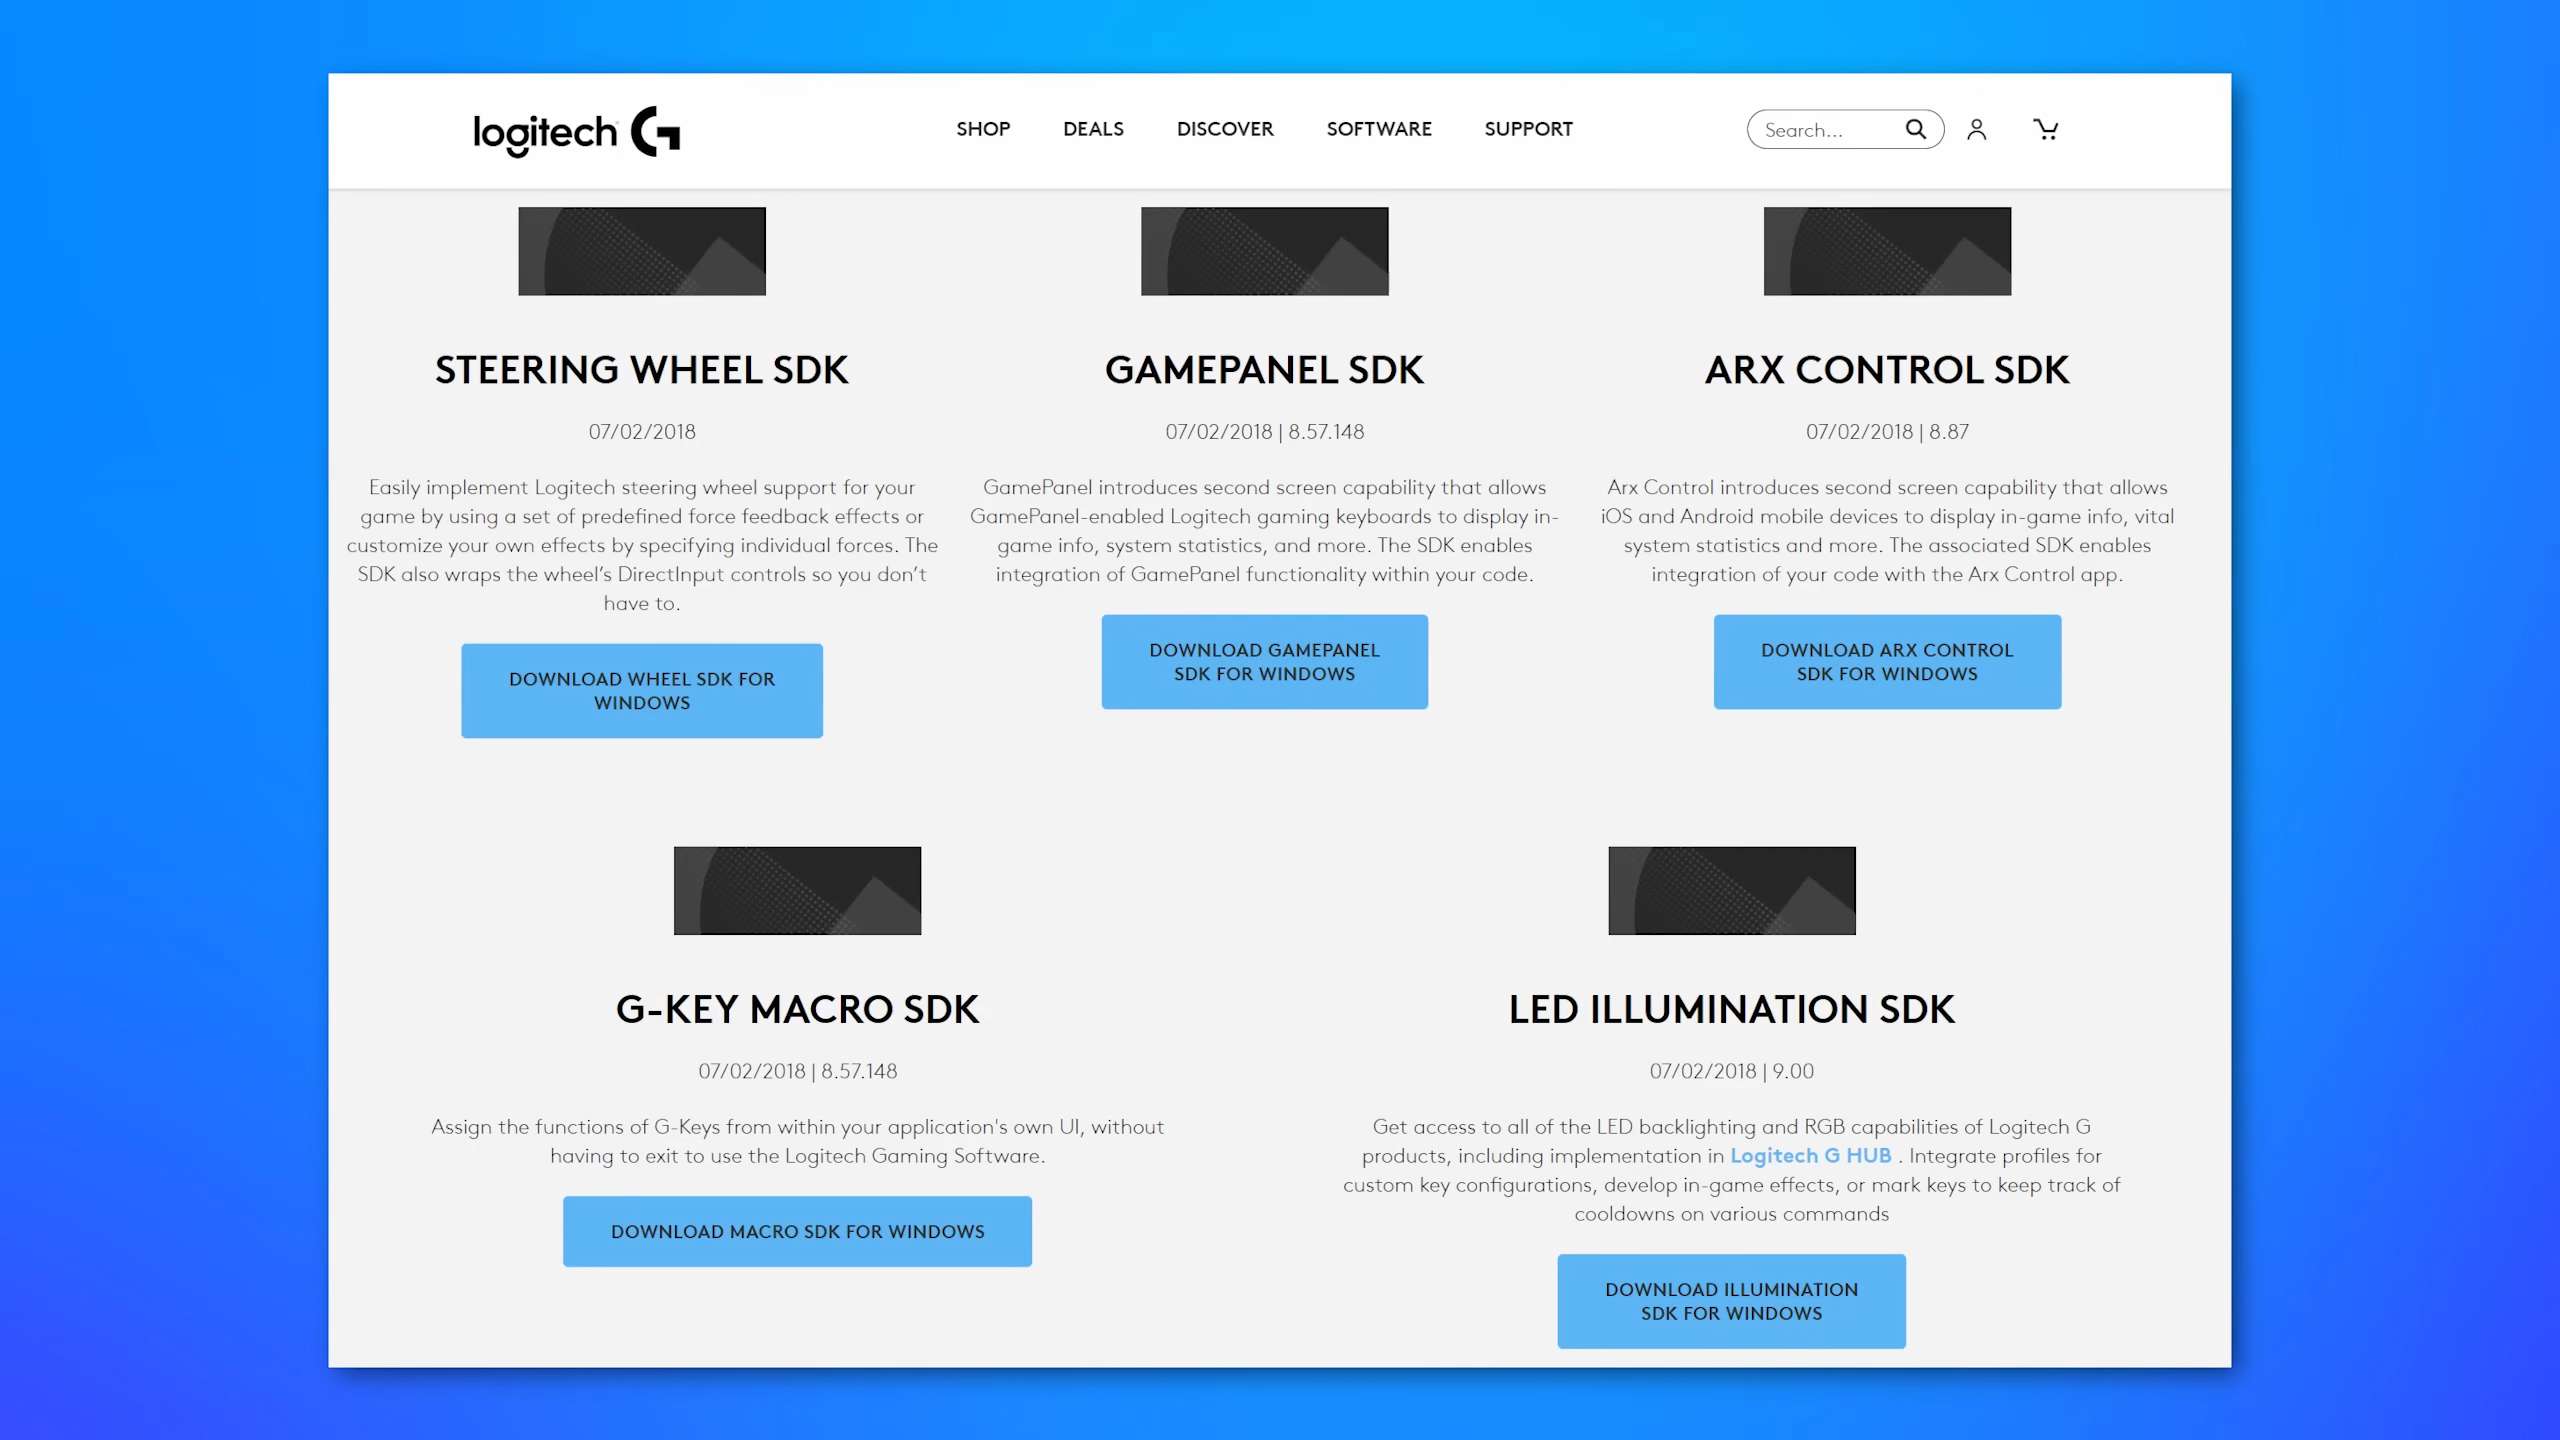 logitech G
SHOP
DEALS
DISCOVER
SOFTWARE
SUPPORT
Search...
STEERING WHEEL SDK
07/02/2018
Easily implement Logitech steering wheel support for your
game by using a set of predefined force feedback effects or
customize your own effects by specifying individual forces. The
SDK also wraps the wheel’s DirectInput controls so you don’t
have to.
DOWNLOAD WHEEL SDK FOR
WINDOWS
GAMEPANEL SDK
07/02/2018 | 8.57.148
GamePanel introduces second screen capability that allows
GamePanel-enabled Logitech gaming keyboards to display in-
game info, system statistics, and more. The SDK enables
integration of GamePanel functionality within your code.
DOWNLOAD GAMEPANEL
SDK FOR WINDOWS
ARX CONTROL SDK
07/02/2018 | 8.87
Arx Control introduces second screen capability that allows
iOS and Android mobile devices to display in-game info, vital
system statistics and more. The associated SDK enables
integration of your code with the Arx Control app.
DOWNLOAD ARX CONTROL
SDK FOR WINDOWS
G-KEY MACRO SDK
07/02/2018 | 8.57.148
Assign the functions of G-Keys from within your application's own UI, without
having to exit to use the Logitech Gaming Software.
DOWNLOAD MACRO SDK FOR WINDOWS
LED ILLUMINATION SDK
07/02/2018 | 9.00
Get access to all of the LED backlighting and RGB capabilities of Logitech G
products, including implementation in Logitech G HUB . Integrate profiles for
custom key configurations, develop in-game effects, or mark keys to keep track of
cooldowns on various commands
DOWNLOAD ILLUMINATION
SDK FOR WINDOWS